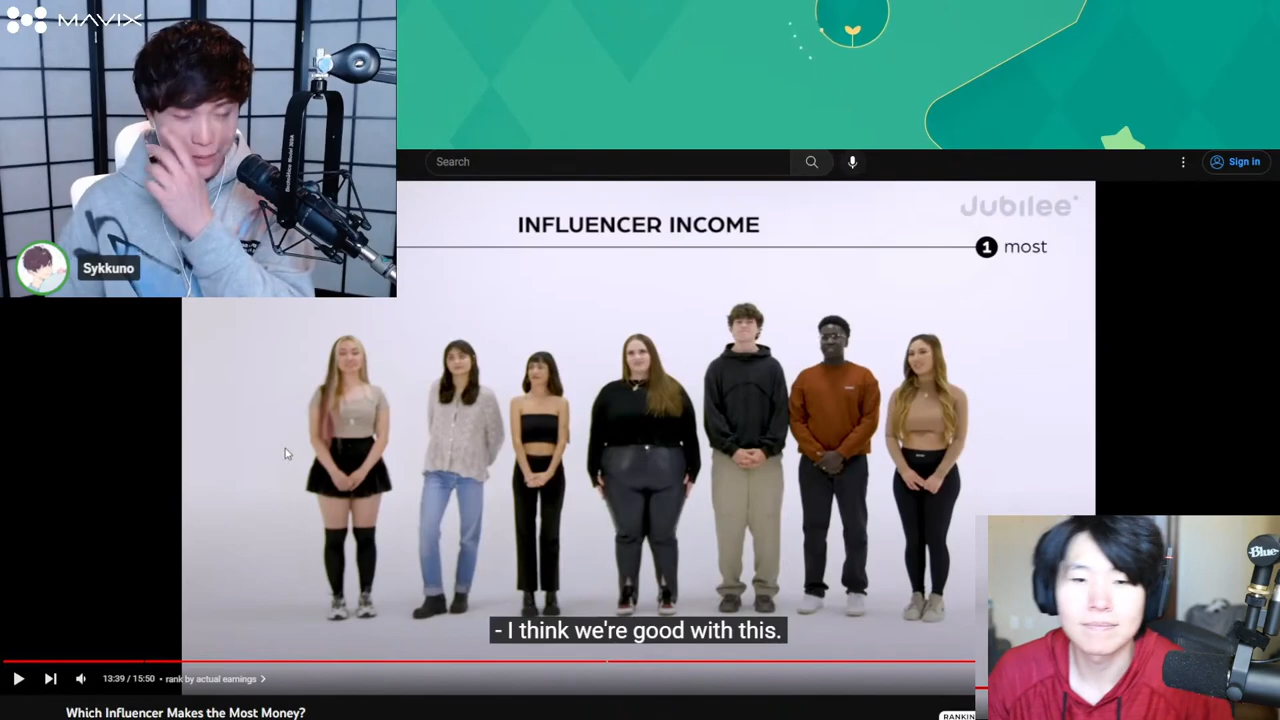 MAVIX
Search
Sign in
Jubilee
INFLUENCER INCOME
1 most
Sykkuno
- I think we're good with this.
Blue
13:39 / 15:50 • rank by actual earnings >
Which Influencer Makes the Most Money?
RANKIN